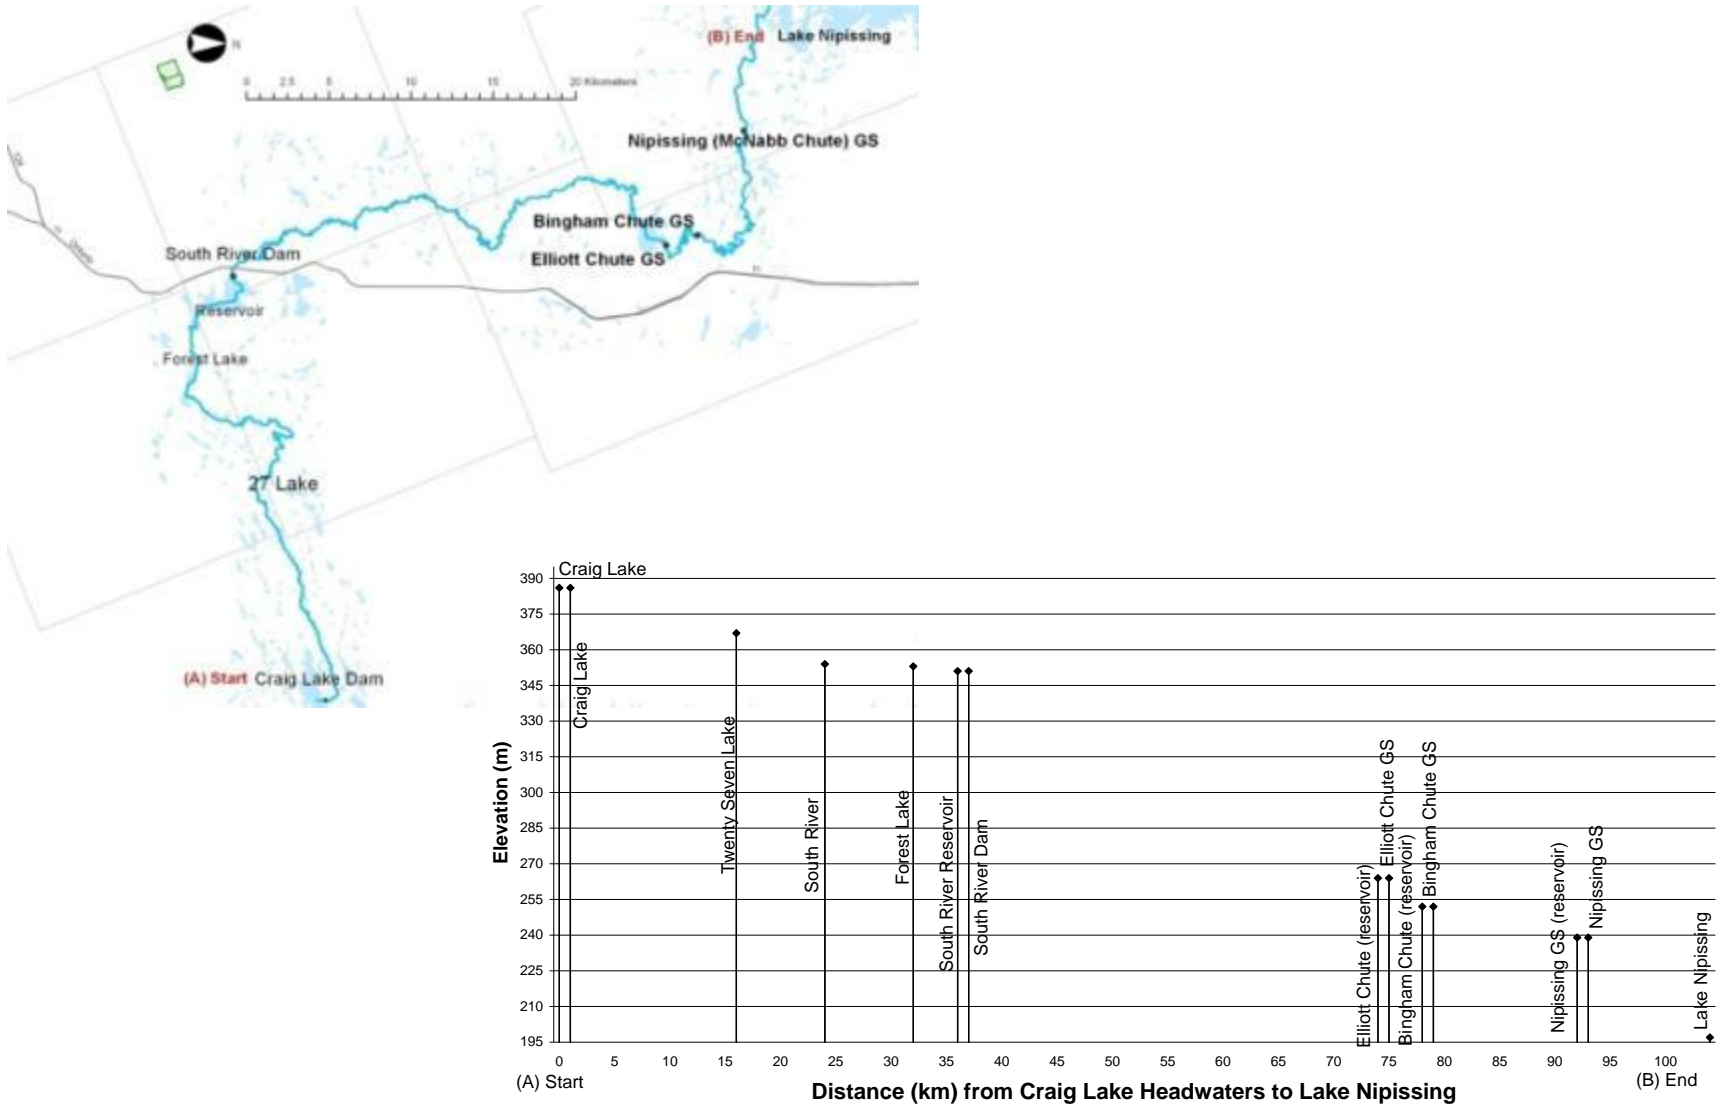 (B) End Lake Nipissing
N
0 2.5 5 10 15 20 Kilometers
Nipissing (McNabb Chute) GS
Bingham Chute GS
South River Dam
Elliott Chute GS
11
Reservoir
Forest Lake
27 Lake
(A) Start Craig Lake Dam
Craig Lake
Craig Lake
Twenty Seven Lake
South River
Forest Lake
South River Reservoir
South River Dam
Elliott Chute (reservoir)
Elliott Chute GS
Bingham Chute (reservoir)
Bingham Chute GS
Nipissing GS (reservoir)
Nipissing GS
Lake Nipissing
Elevation (m)
390
375
360
345
330
315
300
285
270
255
240
225
210
195
0 5 10 15 20 25 30 35 40 45 50 55 60 65 70 75 80 85 90 95 100
(A) Start
(B) End
Distance (km) from Craig Lake Headwaters to Lake Nipissing